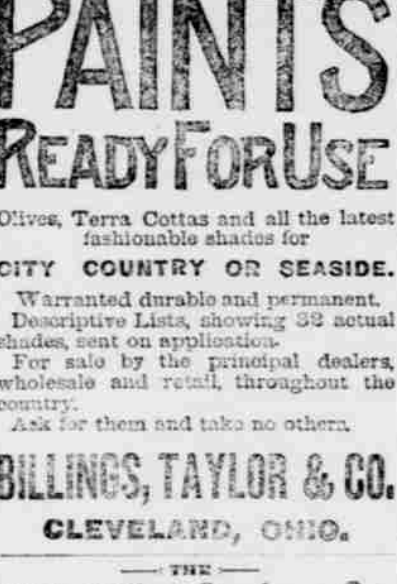 PAINTS
READY FOR USE
Olives, Terra Cottas and all the latest
fashionable shades for
CITY COUNTRY OR SEASIDE.
Warranted durable and permanent.
Descriptive Lists, showing 32 actual
shades, sent on application.
For sale by the principal dealers,
wholesale and retail, throughout the
country.
Ask for them and take no others.
BILLINGS, TAYLOR & CO.
CLEVELAND, OHIO.
THE